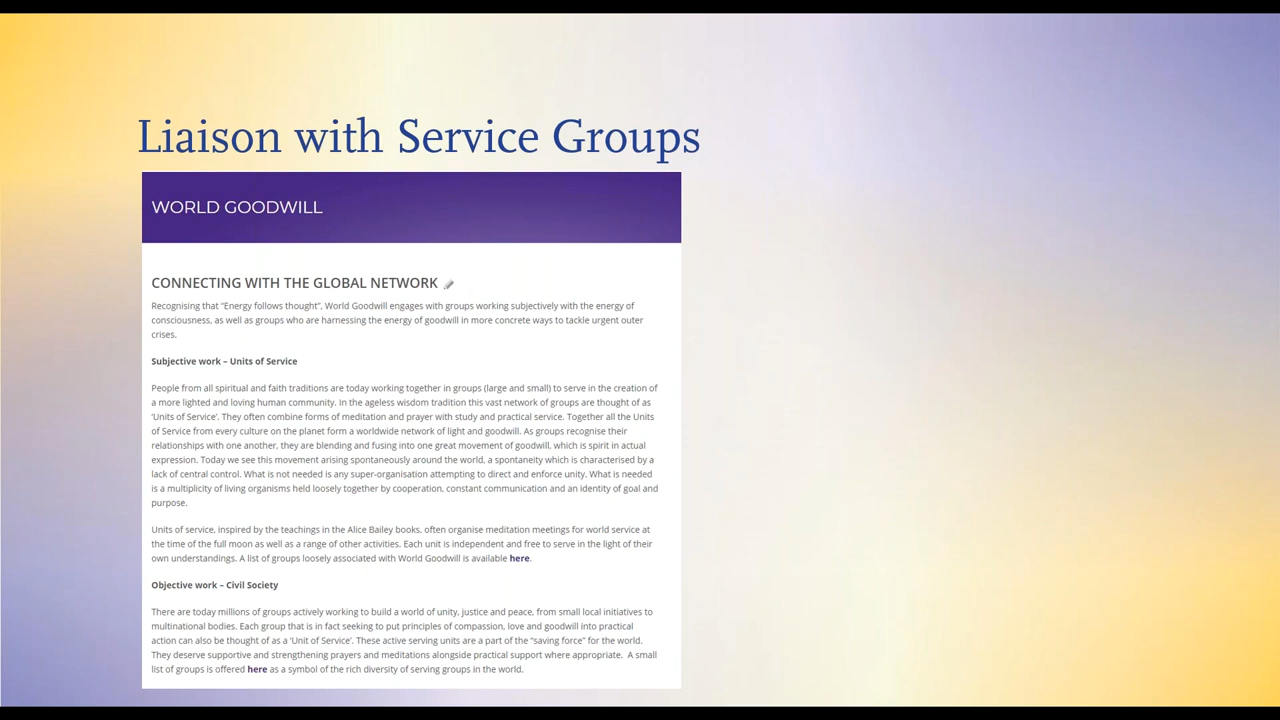 Liaison with Service Groups
WORLD GOODWILL
CONNECTING WITH THE GLOBAL NETWORK
Recognising that “Energy follows thought”, World Goodwill engages with groups working subjectively with the energy of
consciousness, as well as groups who are harnessing the energy of goodwill in more concrete ways to tackle urgent outer
crises.
Subjective work – Units of Service
People from all spiritual and faith traditions are today working together in groups (large and small) to serve in the creation of
a more lighted and loving human community. In the ageless wisdom tradition this vast network of groups are thought of as
‘Units of Service’. They often combine forms of meditation and prayer with study and practical service. Together all the Units
of Service from every culture on the planet form a worldwide network of light and goodwill. As groups recognise their
relationships with one another, they are blending and fusing into one great movement of goodwill, which is spirit in actual
expression. Today we see this movement arising spontaneously around the world, a spontaneity which is characterised by a
lack of central control. What is not needed is any super-organisation attempting to direct and enforce unity. What is needed
is a multiplicity of living organisms held loosely together by cooperation, constant communication and an identity of goal and
purpose.
Units of service, inspired by the teachings in the Alice Bailey books, often organise meditation meetings for world service at
the time of the full moon as well as a range of other activities. Each unit is independent and free to serve in the light of their
own understandings. A list of groups loosely associated with World Goodwill is available here.
Objective work – Civil Society
There are today millions of groups actively working to build a world of unity, justice and peace, from small local initiatives to
multinational bodies. Each group that is in fact seeking to put principles of compassion, love and goodwill into practical
action can also be thought of as a ‘Unit of Service’. These active serving units are a part of the “saving force” for the world.
They deserve supportive and strengthening prayers and meditations alongside practical support where appropriate.  A small
list of groups is offered here as a symbol of the rich diversity of serving groups in the world.